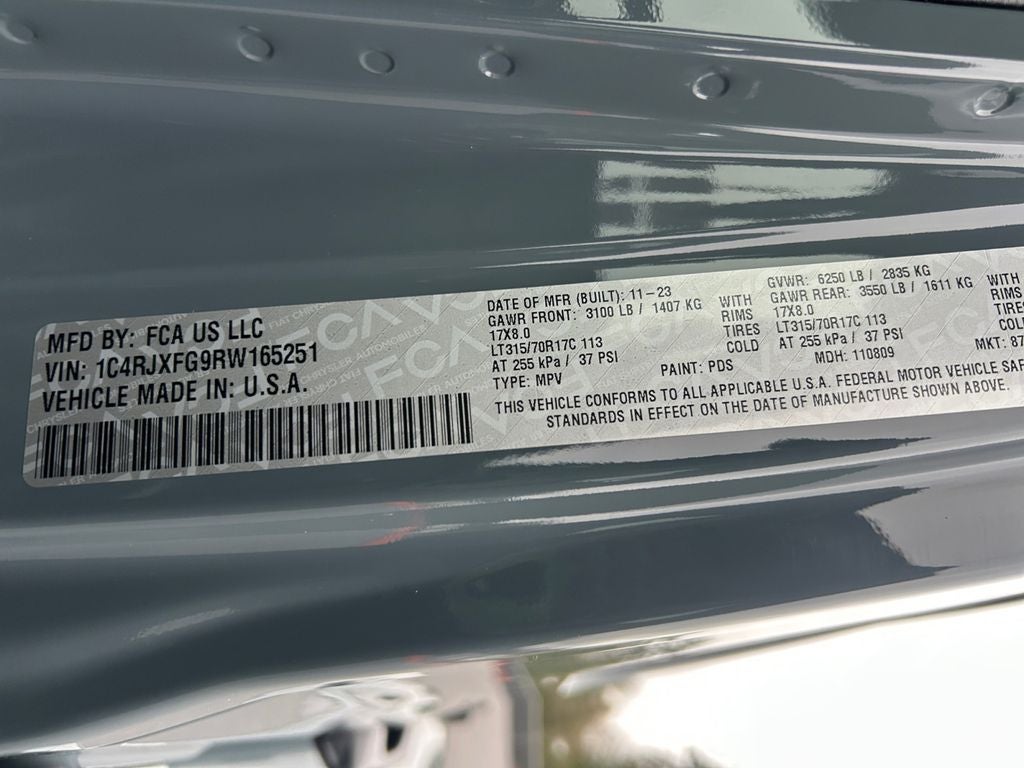 MFD BY: FCA US LLC
VIN: 1C4RJXFG9RW165251
VEHICLE MADE IN: U.S.A.
DATE OF MFR (BUILT): 11-23
GAWR FRONT: 3100 LB / 1407 KG
17X8.0
LT315/70R17C 113
AT 255 kPa / 37 PSI
TYPE: MPV
WITH
RIMS
TIRES
COLD
PAINT: PDS
GVWR: 6250 LB / 2835 KG
GAWR REAR: 3550 LB / 1611 KG
17X8.0
LT315/70R17C 113
AT 255 kPa / 37 PSI
MDH: 110809
WITH
RIMS
TIRES
COLD
MKT: 87
THIS VEHICLE CONFORMS TO ALL APPLICABLE U.S.A. FEDERAL MOTOR VEHICLE SAF
STANDARDS IN EFFECT ON THE DATE OF MANUFACTURE SHOWN ABOVE.